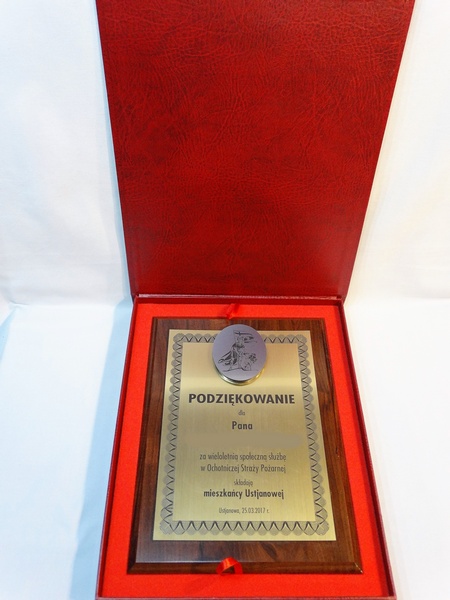 PODZIĘKOWANIE
dla
Pana
za wieloletnią społeczną służbę
w Ochotniczej Straży Pożarnej
składają
mieszkańcy Ustjanowej
Ustjanowa, 25.03.2017 r.